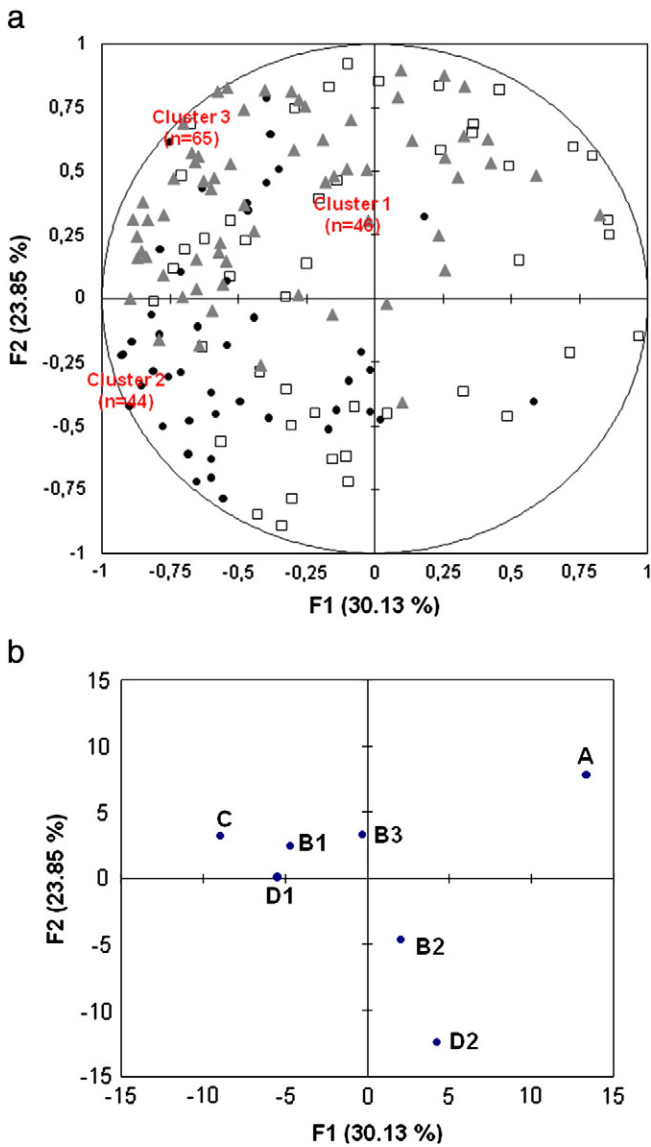 a
1
0,75
0,5
0,25
0
-0,25
-0,5
-0,75
-1
F2 (23.85 %)
Cluster 3
(n=65)
Cluster 1
(n=46)
Cluster 2
(n=44)
-1 -0,75 -0,5 -0,25 0 0,25 0,5 0,75 1
F1 (30.13 %)
b
15
10
5
0
-5
-10
-15
F2 (23.85 %)
A
C
B1
B3
D1
B2
D2
-15 -10 -5 0 5 10 15
F1 (30.13 %)